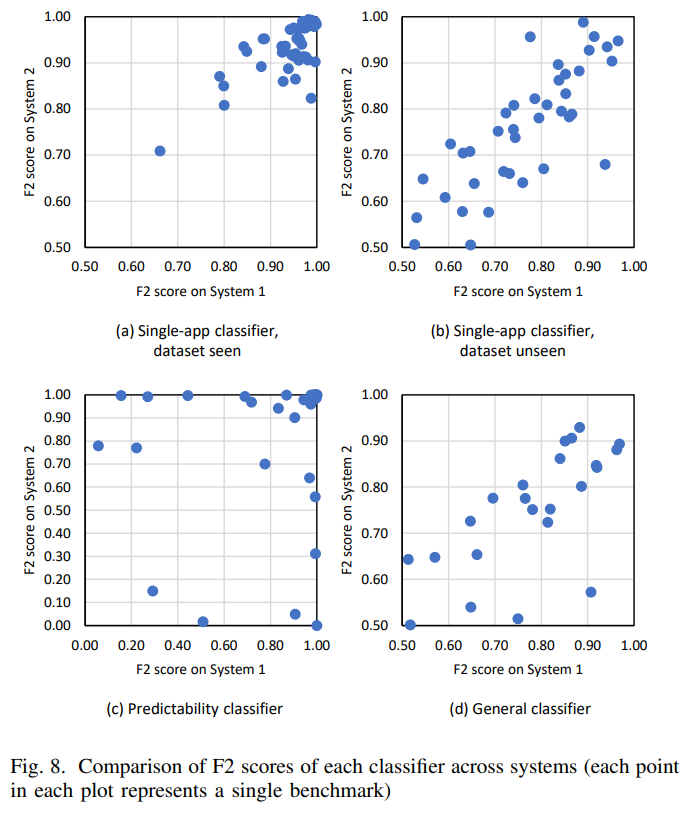 1.00
0.90
0.80
0.70
0.60
0.50
0.50 0.60 0.70 0.80 0.90 1.00
F2 score on System 2
F2 score on System 1
(a) Single-app classifier,
dataset seen
1.00
0.90
0.80
0.70
0.60
0.50
0.50 0.60 0.70 0.80 0.90 1.00
F2 score on System 2
F2 score on System 1
(b) Single-app classifier,
dataset unseen
1.00
0.90
0.80
0.70
0.60
0.50
0.40
0.30
0.20
0.10
0.00
0.00 0.20 0.40 0.60 0.80 1.00
F2 score on System 2
F2 score on System 1
(c) Predictability classifier
1.00
0.90
0.80
0.70
0.60
0.50
0.50 0.60 0.70 0.80 0.90 1.00
F2 score on System 2
F2 score on System 1
(d) General classifier
Fig. 8. Comparison of F2 scores of each classifier across systems (each point
in each plot represents a single benchmark)